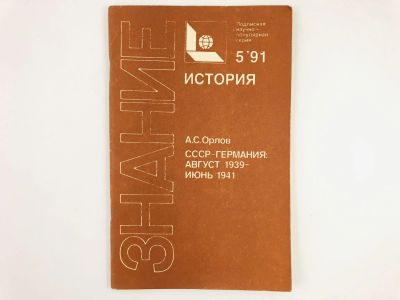 ЗНАНИЕ
Подписная
научно-
популярная
серия
5'91
ИСТОРИЯ
А.С.Орлов
СССР-ГЕРМАНИЯ:
АВГУСТ 1939-
ИЮНЬ 1941